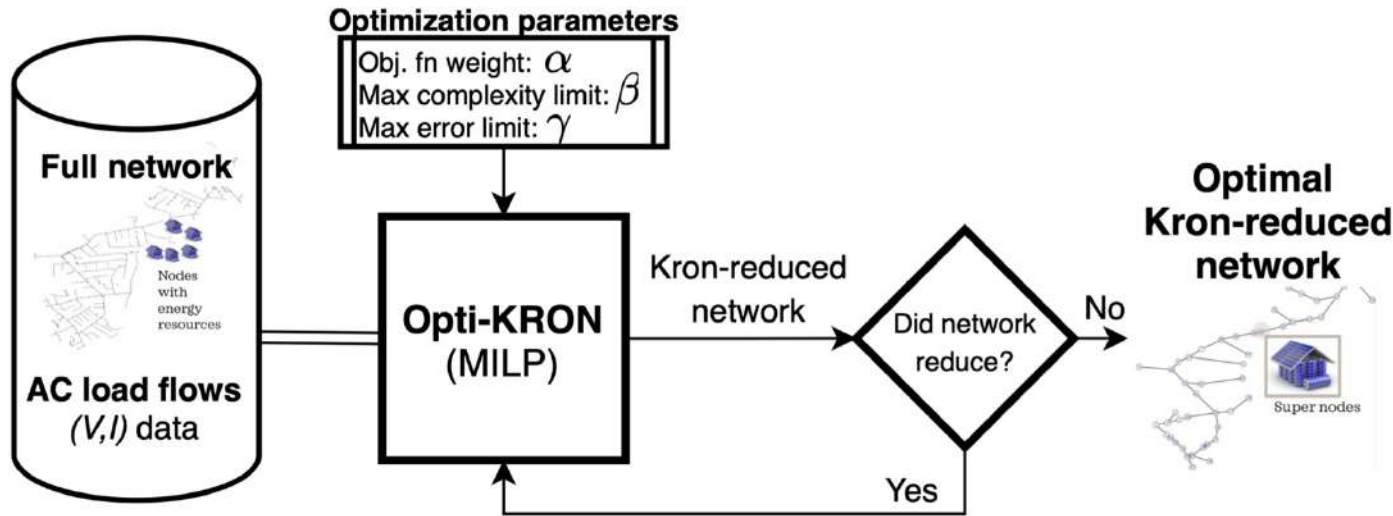 Optimization parameters
Obj. fn weight: α
Max complexity limit: β
Max error limit: γ
Full network
Nodes
with
energy
resources
AC load flows
(V,I) data
Opti-KRON
(MILP)
Kron-reduced
network
Did network
reduce?
No
Yes
Optimal
Kron-reduced
network
Super nodes